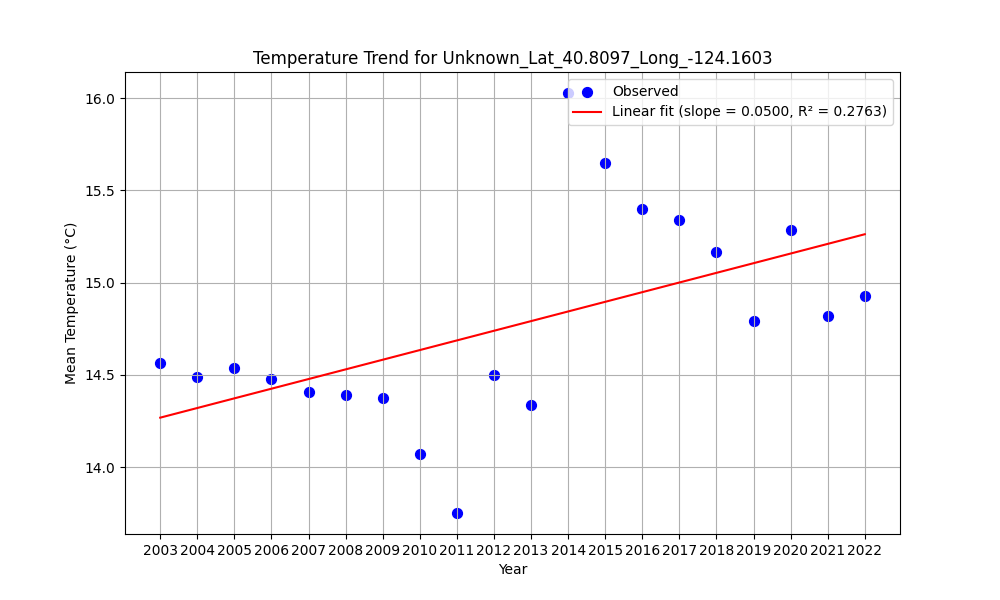 Temperature Trend for Unknown_Lat_40.8097_Long_-124.1603
Observed
Linear fit (slope = 0.0500, R² = 0.2763)
Mean Temperature (°C)
16.0
15.5
15.0
14.5
14.0
2003 2004 2005 2006 2007 2008 2009 2010 2011 2012 2013 2014 2015 2016 2017 2018 2019 2020 2021 2022
Year